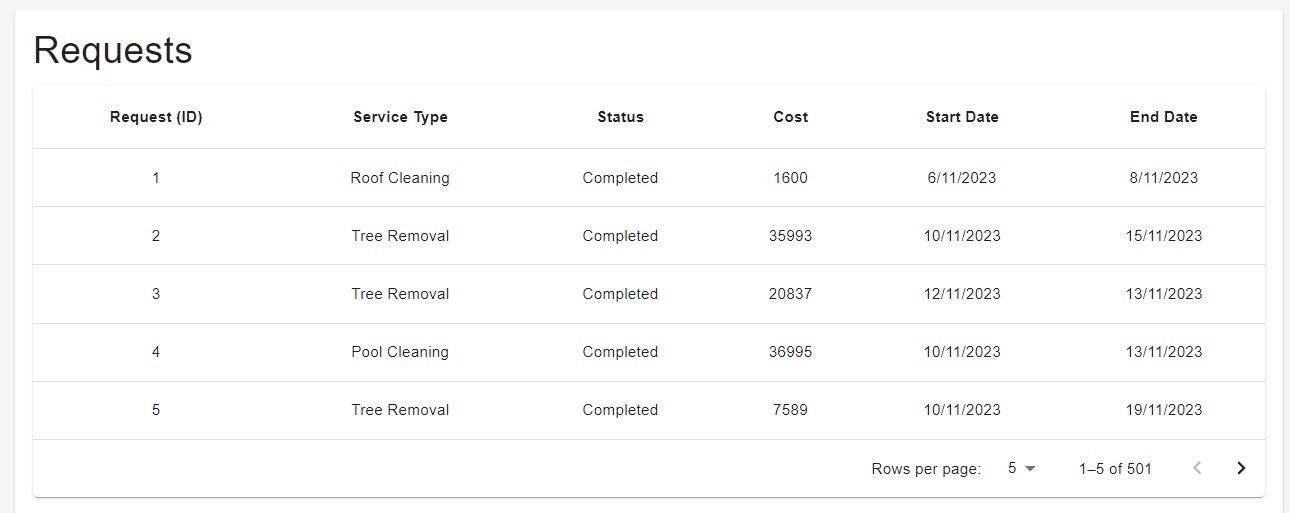 Requests
Request (ID) Service Type Status Cost Start Date End Date
1 Roof Cleaning Completed 1600 6/11/2023 8/11/2023
2 Tree Removal Completed 35993 10/11/2023 15/11/2023
3 Tree Removal Completed 20837 12/11/2023 13/11/2023
4 Pool Cleaning Completed 36995 10/11/2023 13/11/2023
5 Tree Removal Completed 7589 10/11/2023 19/11/2023
Rows per page: 5 1–5 of 501